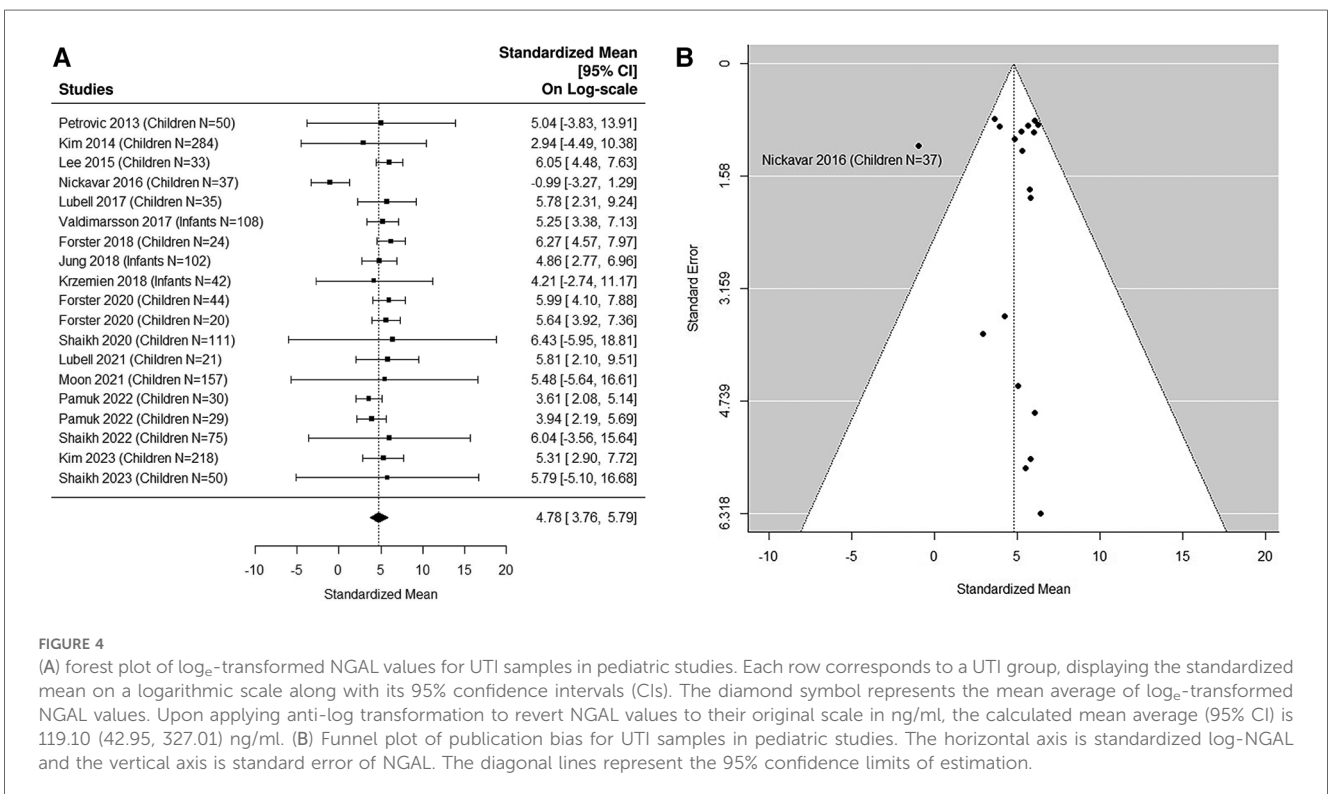 A
Standardized Mean
[95% CI]
Studies On Log-scale
Petrovic 2013 (Children N=50) 5.04 [-3.83, 13.91]
Kim 2014 (Children N=284) 2.94 [-4.49, 10.38]
Lee 2015 (Children N=33) 6.05 [ 4.48, 7.63]
Nickavar 2016 (Children N=37) -0.99 [-3.27, 1.29]
Lubell 2017 (Children N=35) 5.78 [ 2.31, 9.24]
Valdimarsson 2017 (Infants N=108) 5.25 [ 3.38, 7.13]
Forster 2018 (Children N=24) 6.27 [ 4.57, 7.97]
Jung 2018 (Infants N=102) 4.86 [ 2.77, 6.96]
Krzemien 2018 (Infants N=42) 4.21 [-2.74, 11.17]
Forster 2020 (Children N=44) 5.99 [ 4.10, 7.88]
Forster 2020 (Children N=20) 5.64 [ 3.92, 7.36]
Shaikh 2020 (Children N=111) 6.43 [-5.95, 18.81]
Lubell 2021 (Children N=21) 5.81 [ 2.10, 9.51]
Moon 2021 (Children N=157) 5.48 [-5.64, 16.61]
Pamuk 2022 (Children N=30) 3.61 [ 2.08, 5.14]
Pamuk 2022 (Children N=29) 3.94 [ 2.19, 5.69]
Shaikh 2022 (Children N=75) 6.04 [-3.56, 15.64]
Kim 2023 (Children N=218) 5.31 [ 2.90, 7.72]
Shaikh 2023 (Children N=50) 5.79 [-5.10, 16.68]
4.78 [ 3.76, 5.79]
-10 -5 0 5 10 15 20
Standardized Mean
B
0
1.58
3.159
4.739
6.318
Standard Error
Nickavar 2016 (Children N=37)
-10 -5 0 5 10 15 20
Standardized Mean
FIGURE 4
(A) forest plot of logₑ-transformed NGAL values for UTI samples in pediatric studies. Each row corresponds to a UTI group, displaying the standardized
mean on a logarithmic scale along with its 95% confidence intervals (CIs). The diamond symbol represents the mean average of logₑ-transformed
NGAL values. Upon applying anti-log transformation to revert NGAL values to their original scale in ng/ml, the calculated mean average (95% CI) is
119.10 (42.95, 327.01) ng/ml. (B) Funnel plot of publication bias for UTI samples in pediatric studies. The horizontal axis is standardized log-NGAL
and the vertical axis is standard error of NGAL. The diagonal lines represent the 95% confidence limits of estimation.